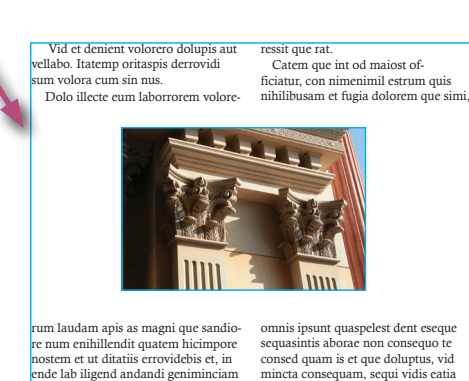 Vid et denient volorero dolupis aut
vellabo. Itatemp oritaspis derrovidi
sum volora cum sin nus.
Dolo illecte eum laborrorem volore-
rum laudam apis as magni que sandio-
re num enihillendit quatem hicimpore
nostem et ut ditatiis errovidebis et, in
ende lab iligend andandi geniminciam
ressit que rat.
Catem que int od maiost of-
ficiatur, con nimenimil estrum quis
nihilibusam et fugia dolorem que simi,
omnis ipsunt quaspelest dent eseque
sequasintis aborae non consequo te
consed quam is et que doluptus, vid
mincta consequam, sequi vidis eatia